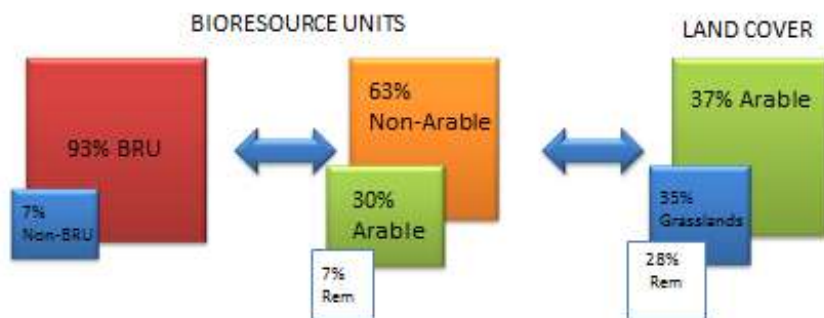 BIORESOURCE UNITS
LAND COVER
93% BRU
7%
Non-BRU
63%
Non-Arable
30%
Arable
7%
Rem
37% Arable
35%
Grasslands
28%
Rem